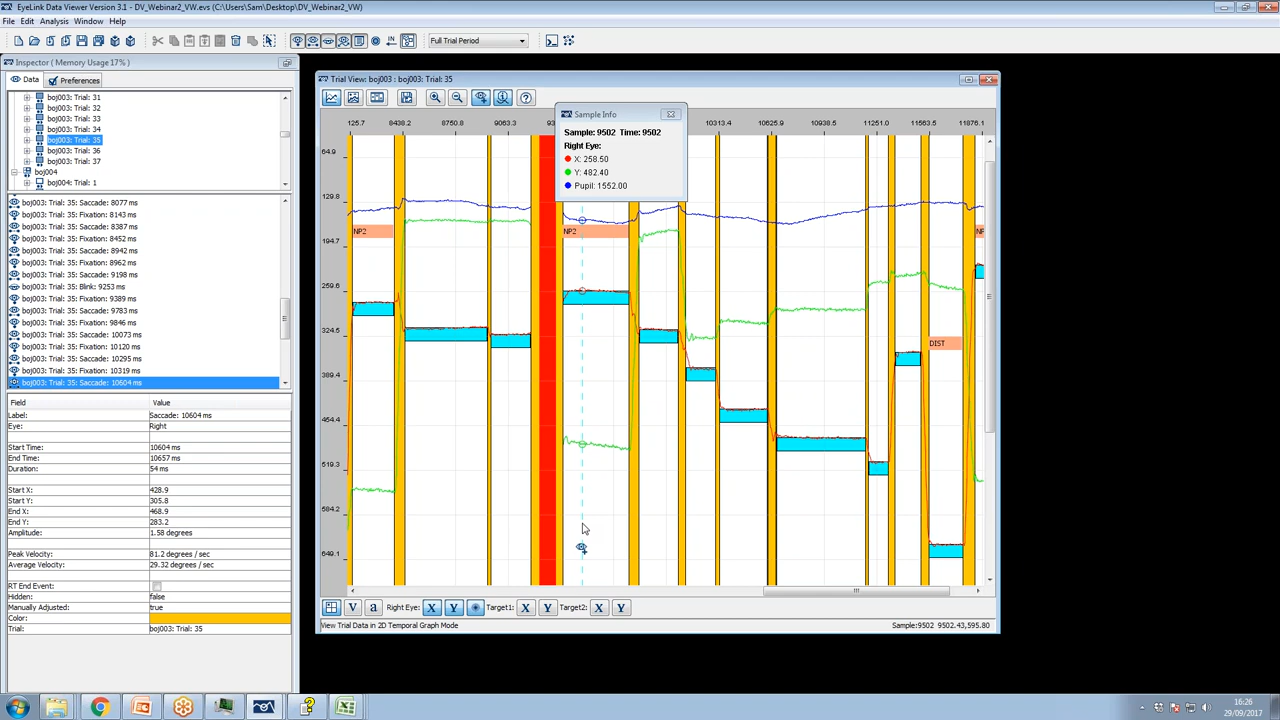 EyeLink Data Viewer Version 3.1 - DV_Webinar2_VW.evs (C:\Users\Sam\Desktop\DV_Webinar2_VW)
File Edit Analysis Window Help
IN
Full Trial Period
Inspector ( Memory Usage 17% )
Data Preferences
boj003: Trial: 31
boj003: Trial: 32
boj003: Trial: 33
boj003: Trial: 34
boj003: Trial: 35
boj003: Trial: 36
boj003: Trial: 37
boj004
boj004: Trial: 1
boj003: Trial: 35: Saccade: 8077 ms
boj003: Trial: 35: Fixation: 8143 ms
boj003: Trial: 35: Saccade: 8387 ms
boj003: Trial: 35: Fixation: 8452 ms
boj003: Trial: 35: Saccade: 8942 ms
boj003: Trial: 35: Fixation: 8962 ms
boj003: Trial: 35: Saccade: 9198 ms
boj003: Trial: 35: Blink: 9253 ms
boj003: Trial: 35: Fixation: 9389 ms
boj003: Trial: 35: Saccade: 9783 ms
boj003: Trial: 35: Fixation: 9846 ms
boj003: Trial: 35: Saccade: 10073 ms
boj003: Trial: 35: Fixation: 10120 ms
boj003: Trial: 35: Saccade: 10295 ms
boj003: Trial: 35: Fixation: 10319 ms
boj003: Trial: 35: Saccade: 10604 ms
Field Value
Label: Saccade: 10604 ms
Eye: Right
Start Time: 10604 ms
End Time: 10657 ms
Duration: 54 ms
Start X: 428.9
Start Y: 305.8
End X: 468.9
End Y: 283.2
Amplitude: 1.58 degrees
Peak Velocity: 81.2 degrees / sec
Average Velocity: 29.32 degrees / sec
RT End Event:
Hidden: false
Manually Adjusted: true
Color:
Trial: boj003: Trial: 35
Trial View: boj003 : boj003: Trial: 35
125.7 8438.2 8750.8 9063.3 10313.4 10625.9 10938.5 11251.0 11563.5 11876.1
64.9
129.8
194.7
259.6
324.5
389.4
454.4
519.3
584.2
649.1
Sample Info
Sample: 9502 Time: 9502
Right Eye:
X: 258.50
Y: 482.40
Pupil: 1552.00
NP2
NP2
DIST
V a Right Eye: X Y Target1: X Y Target2: X Y
View Trial Data in 2D Temporal Graph Mode
Sample:9502 9502.43,595.80
16:26
29/09/2017